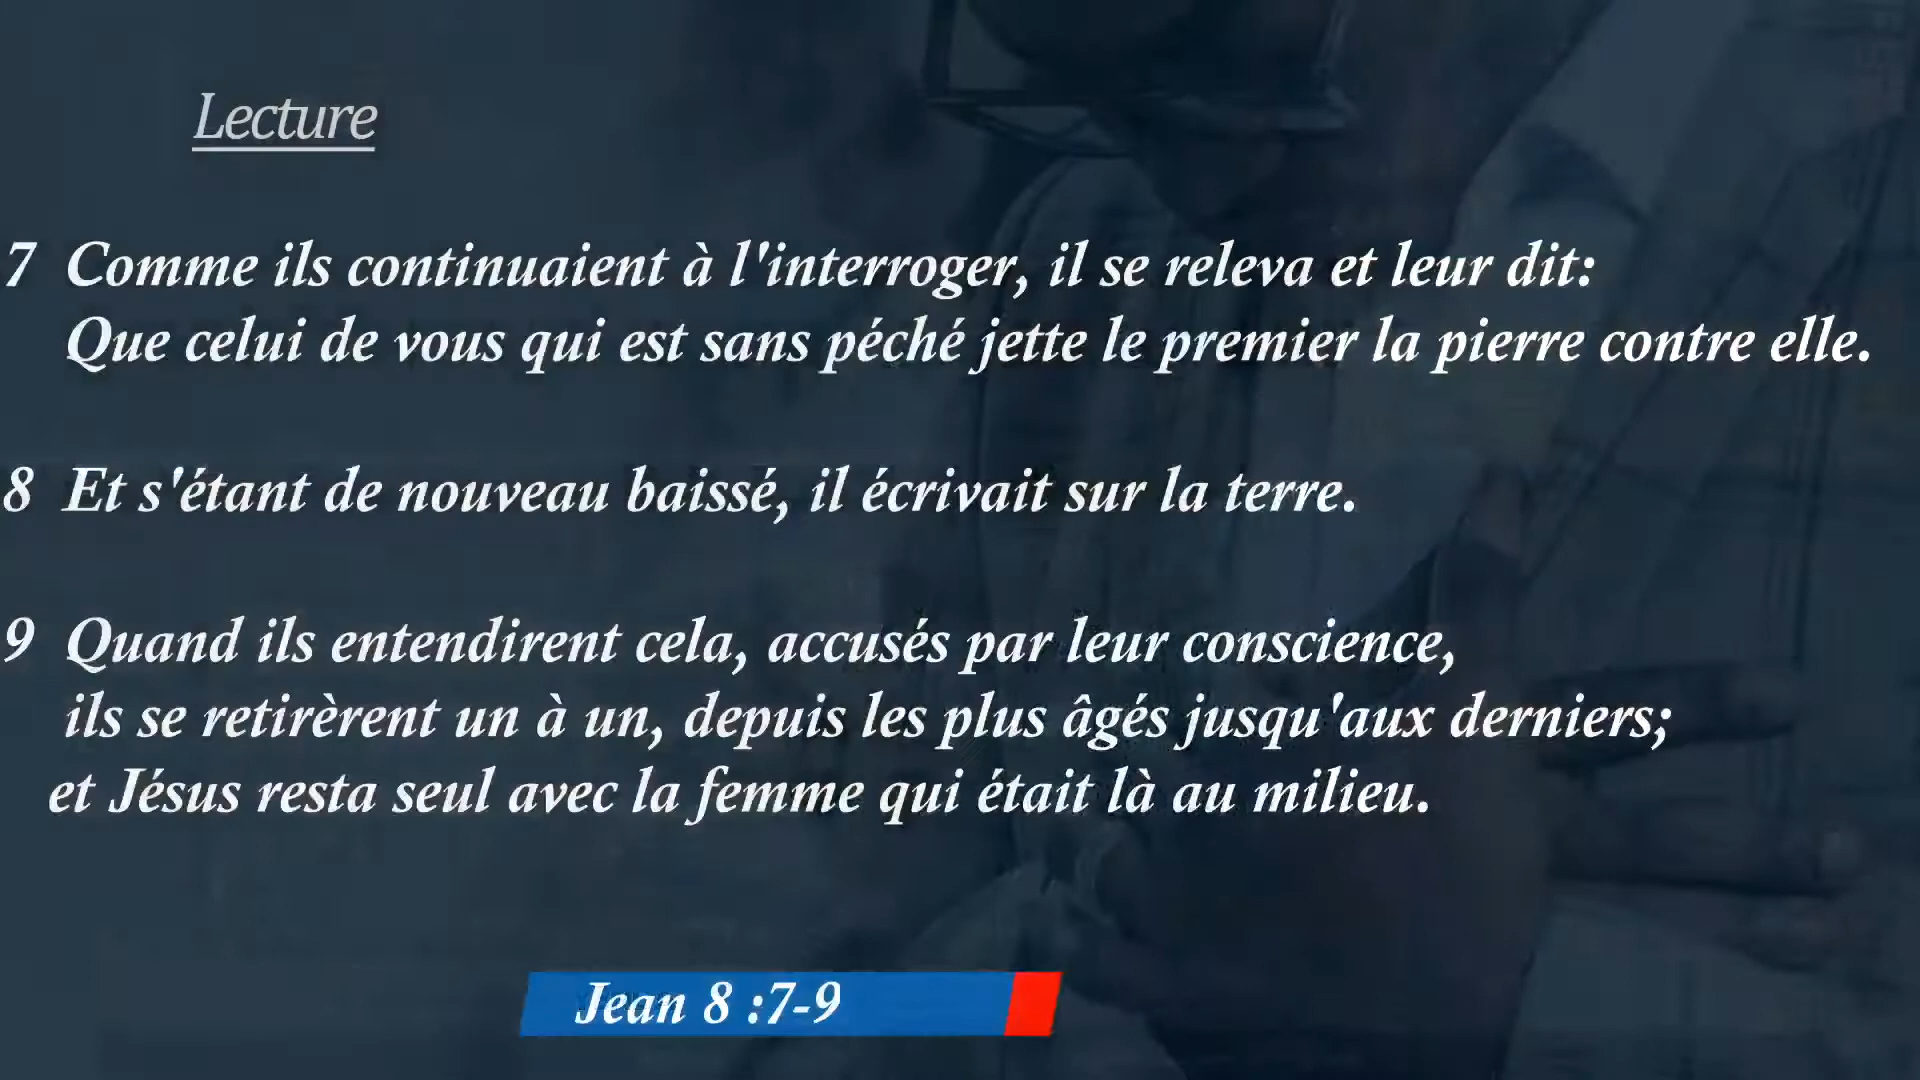 Lecture
7 Comme ils continuaient à l'interroger, il se releva et leur dit:
Que celui de vous qui est sans péché jette le premier la pierre contre elle.
8 Et s'étant de nouveau baissé, il écrivait sur la terre.
9 Quand ils entendirent cela, accusés par leur conscience,
ils se retirèrent un à un, depuis les plus âgés jusqu'aux derniers;
et Jésus resta seul avec la femme qui était là au milieu.
Jean 8 :7-9